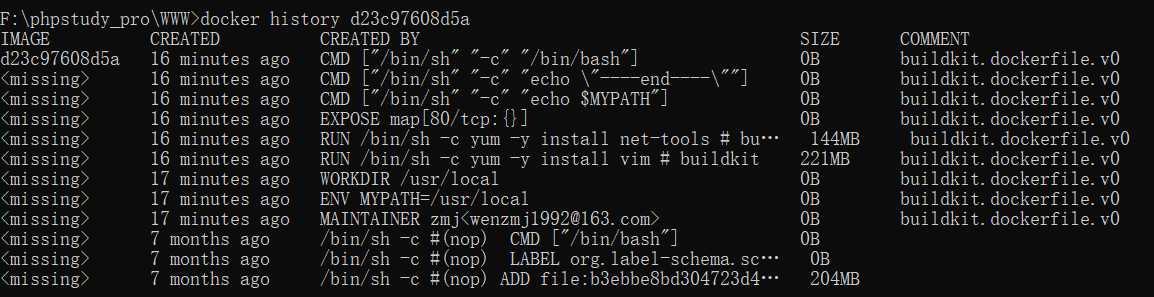 F:\phpstudy_pro\WWW>docker history d23c97608d5a
IMAGE CREATED CREATED BY SIZE COMMENT
d23c97608d5a 16 minutes ago CMD ["/bin/sh" "-c" "/bin/bash"] 0B buildkit.dockerfile.v0
<missing> 16 minutes ago CMD ["/bin/sh" "-c" "echo \"----end----\""] 0B buildkit.dockerfile.v0
<missing> 16 minutes ago CMD ["/bin/sh" "-c" "echo $MYPATH"] 0B buildkit.dockerfile.v0
<missing> 16 minutes ago EXPOSE map[80/tcp:{}] 0B buildkit.dockerfile.v0
<missing> 16 minutes ago RUN /bin/sh -c yum -y install net-tools # bu… 144MB buildkit.dockerfile.v0
<missing> 16 minutes ago RUN /bin/sh -c yum -y install vim # buildkit 221MB buildkit.dockerfile.v0
<missing> 17 minutes ago WORKDIR /usr/local 0B buildkit.dockerfile.v0
<missing> 17 minutes ago ENV MYPATH=/usr/local 0B buildkit.dockerfile.v0
<missing> 17 minutes ago MAINTAINER zmj<wenzmj1992@163.com> 0B buildkit.dockerfile.v0
<missing> 7 months ago /bin/sh -c #(nop)  CMD ["/bin/bash"] 0B
<missing> 7 months ago /bin/sh -c #(nop)  LABEL org.label-schema.sc… 0B
<missing> 7 months ago /bin/sh -c #(nop) ADD file:b3ebbe8bd304723d4… 204MB